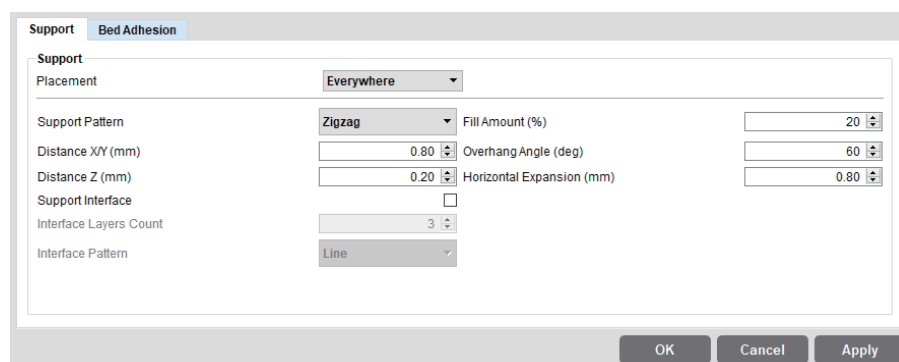 Support Bed Adhesion
Support
Placement Everywhere
Support Pattern Zigzag Fill Amount (%) 20
Distance X/Y (mm) 0.80 Overhang Angle (deg) 60
Distance Z (mm) 0.20 Horizontal Expansion (mm) 0.80
Support Interface
Interface Layers Count 3
Interface Pattern Line
OK Cancel Apply